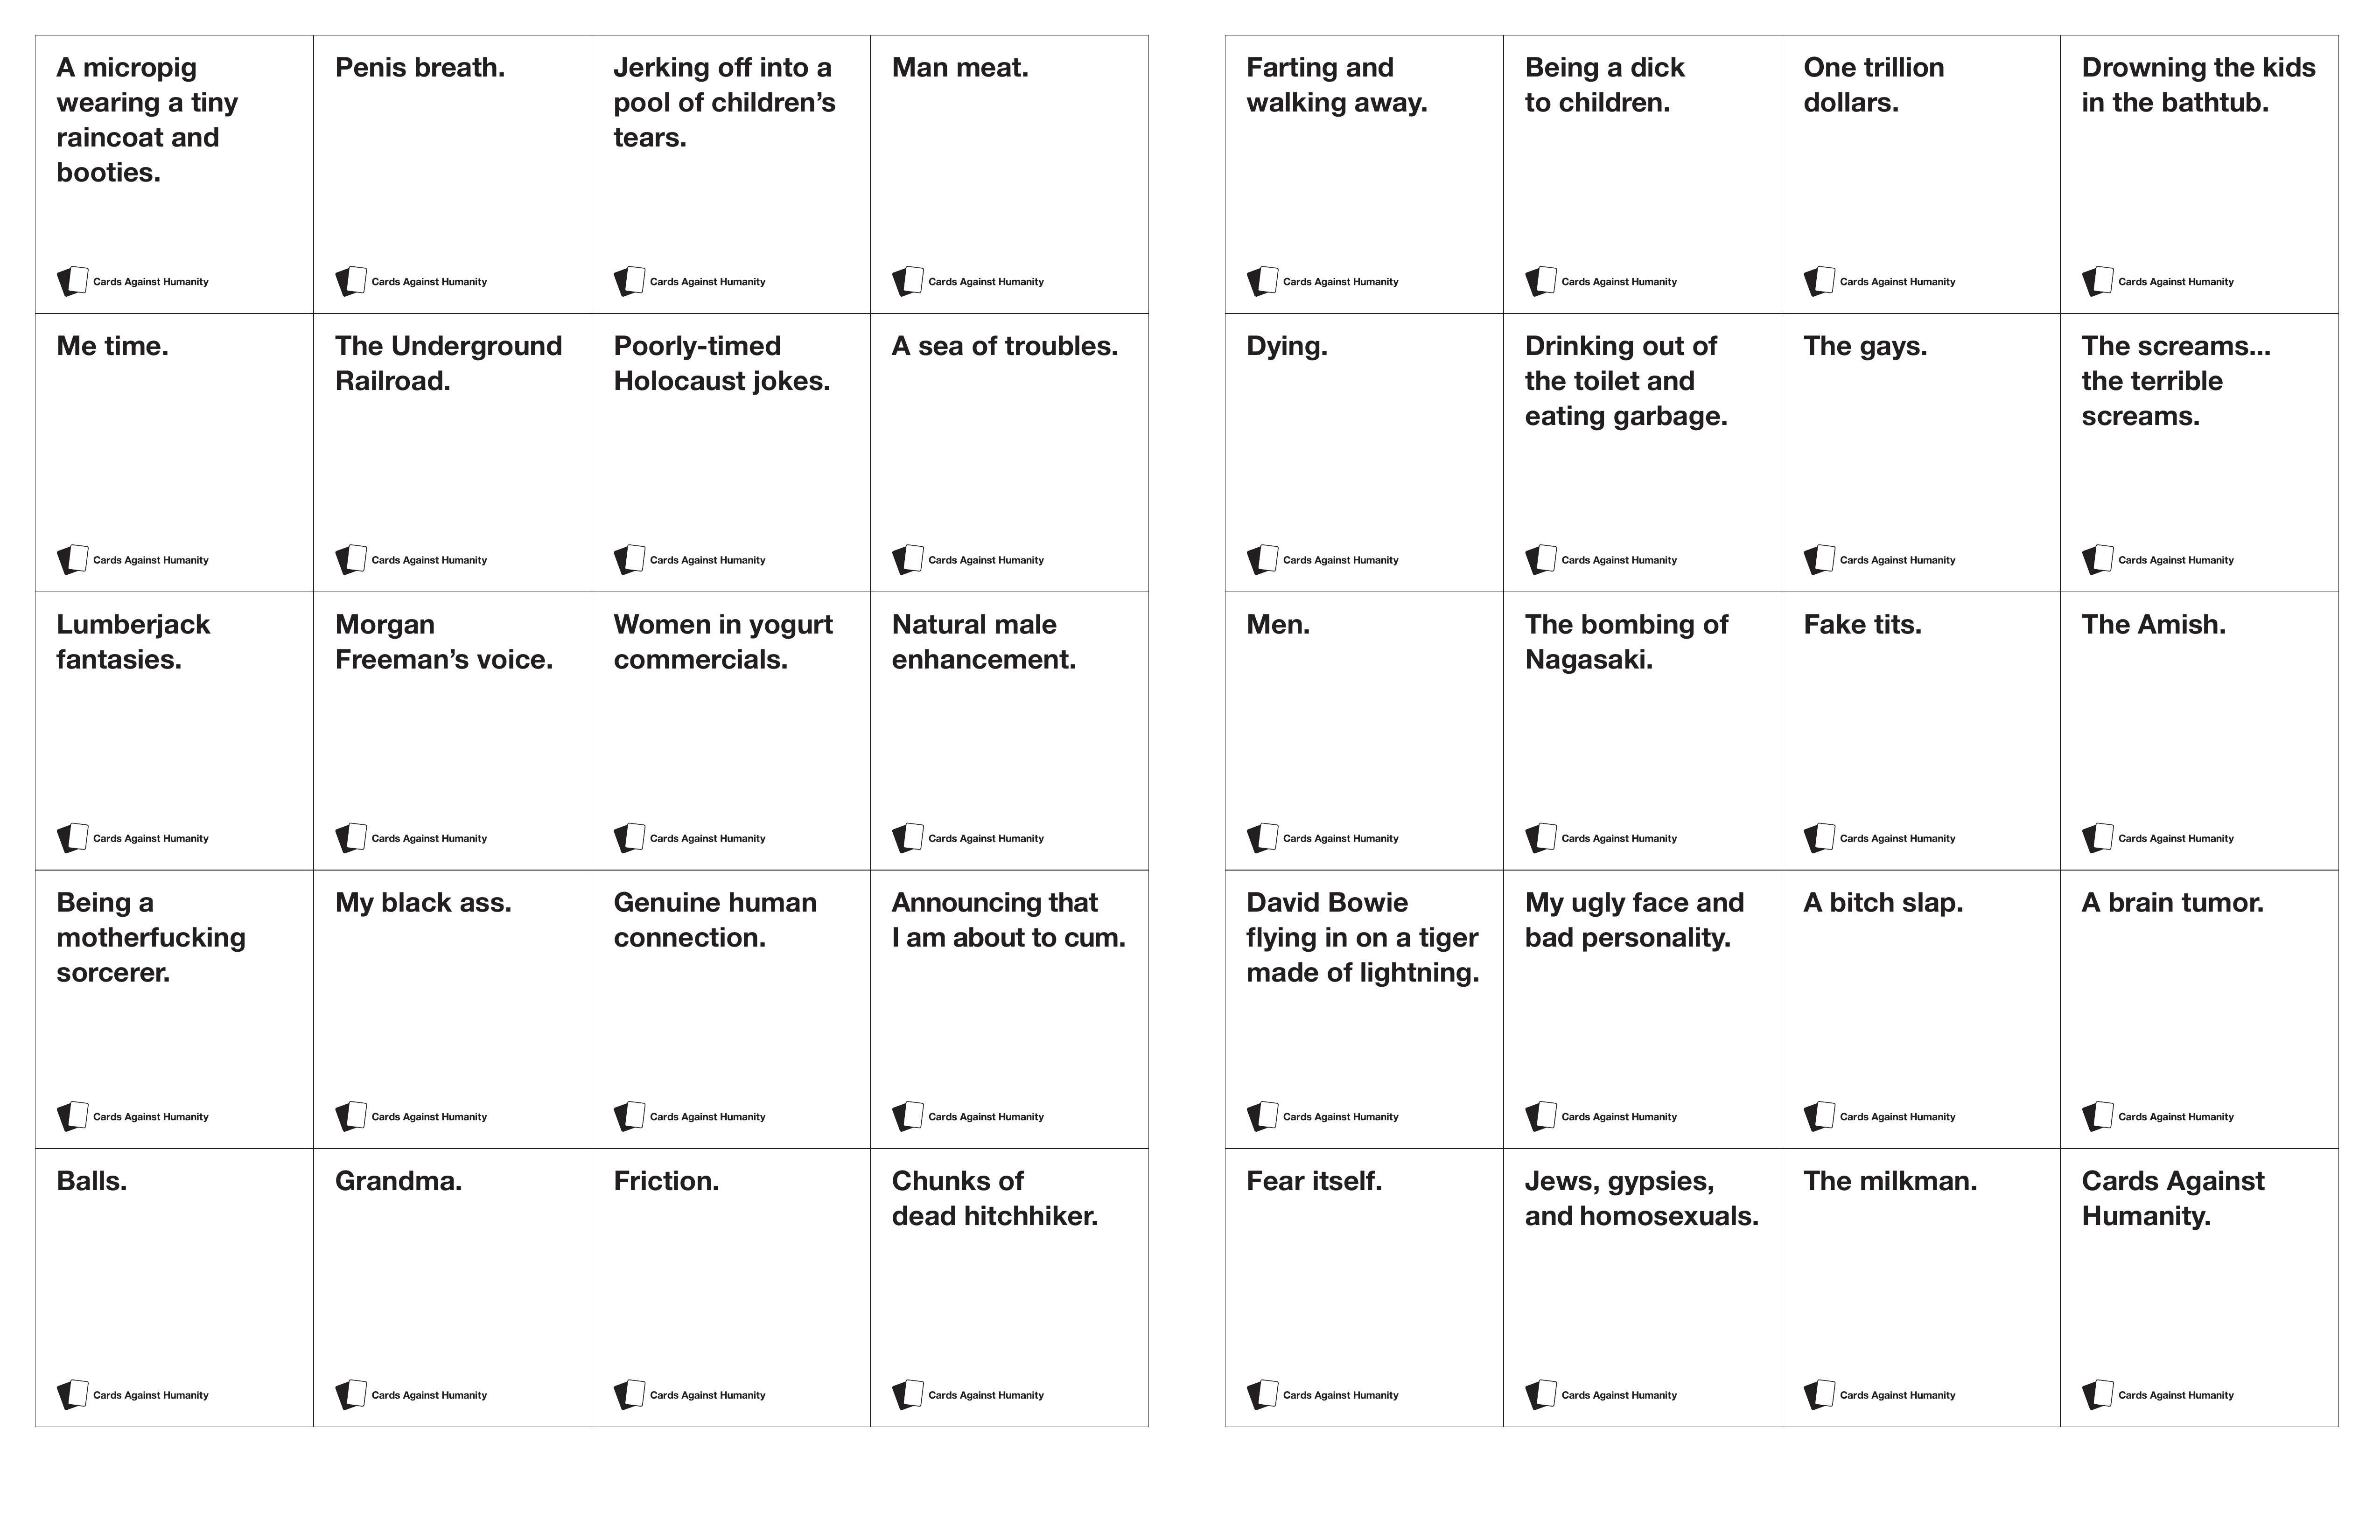 A micropig
wearing a tiny
raincoat and
booties.
Cards Against Humanity
Penis breath.
Cards Against Humanity
Jerking off into a
pool of children’s
tears.
Cards Against Humanity
Man meat.
Cards Against Humanity
Me time.
Cards Against Humanity
The Underground
Railroad.
Cards Against Humanity
Poorly-timed
Holocaust jokes.
Cards Against Humanity
A sea of troubles.
Cards Against Humanity
Lumberjack
fantasies.
Cards Against Humanity
Morgan
Freeman’s voice.
Cards Against Humanity
Women in yogurt
commercials.
Cards Against Humanity
Natural male
enhancement.
Cards Against Humanity
Being a
motherfucking
sorcerer.
Cards Against Humanity
My black ass.
Cards Against Humanity
Genuine human
connection.
Cards Against Humanity
Announcing that
I am about to cum.
Cards Against Humanity
Balls.
Cards Against Humanity
Grandma.
Cards Against Humanity
Friction.
Cards Against Humanity
Chunks of
dead hitchhiker.
Cards Against Humanity
Farting and
walking away.
Cards Against Humanity
Being a dick
to children.
Cards Against Humanity
One trillion
dollars.
Cards Against Humanity
Drowning the kids
in the bathtub.
Cards Against Humanity
Dying.
Cards Against Humanity
Drinking out of
the toilet and
eating garbage.
Cards Against Humanity
The gays.
Cards Against Humanity
The screams...
the terrible
screams.
Cards Against Humanity
Men.
Cards Against Humanity
The bombing of
Nagasaki.
Cards Against Humanity
Fake tits.
Cards Against Humanity
The Amish.
Cards Against Humanity
David Bowie
flying in on a tiger
made of lightning.
Cards Against Humanity
My ugly face and
bad personality.
Cards Against Humanity
A bitch slap.
Cards Against Humanity
A brain tumor.
Cards Against Humanity
Fear itself.
Cards Against Humanity
Jews, gypsies,
and homosexuals.
Cards Against Humanity
The milkman.
Cards Against Humanity
Cards Against
Humanity.
Cards Against Humanity